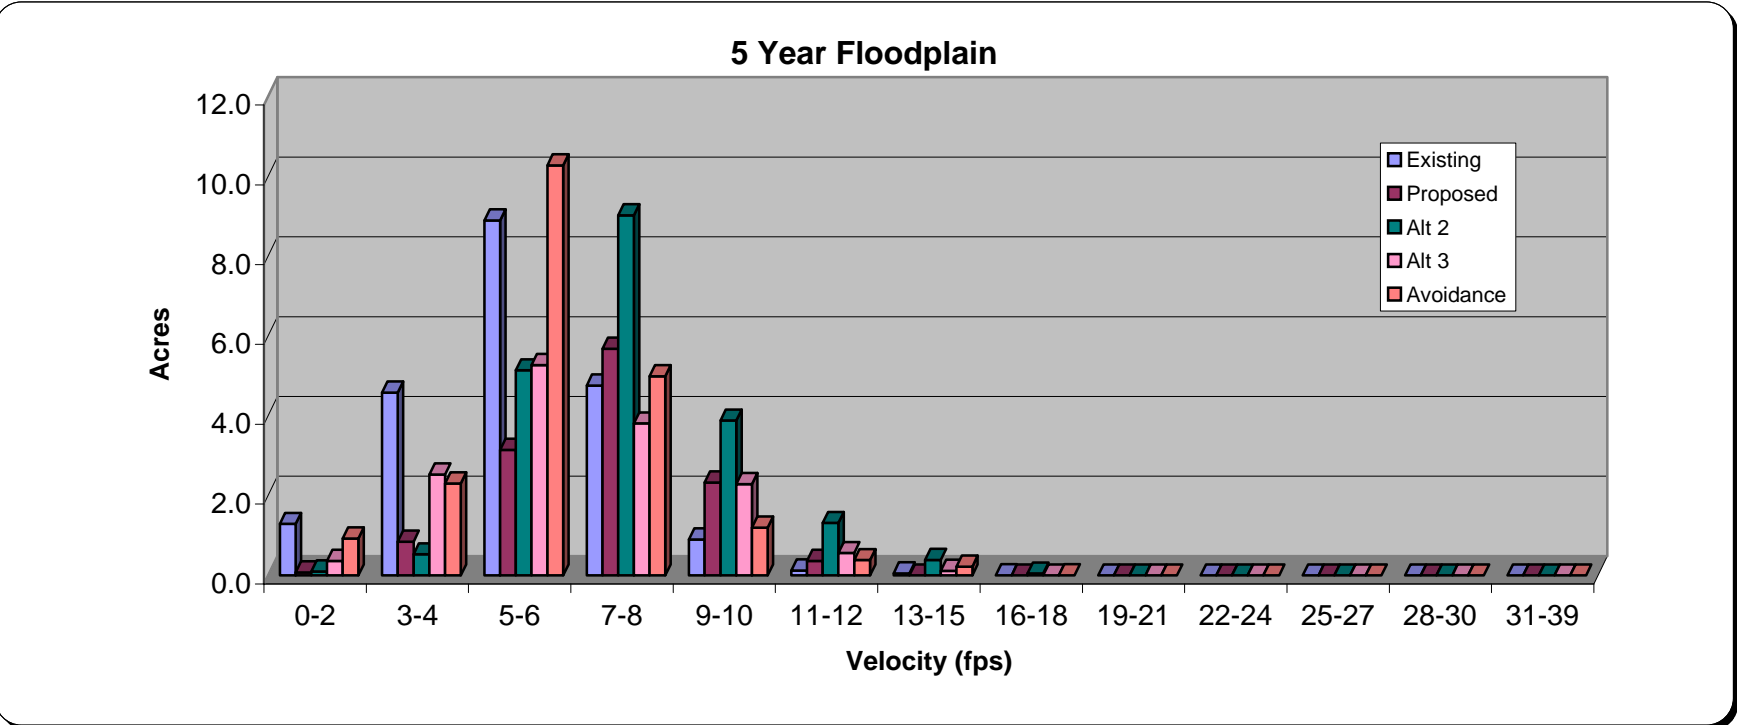 5 Year Floodplain
12.0
10.0
8.0
6.0
4.0
2.0
0.0
Acres
Existing
Proposed
Alt 2
Alt 3
Avoidance
0-2 3-4 5-6 7-8 9-10 11-12 13-15 16-18 19-21 22-24 25-27 28-30 31-39
Velocity (fps)